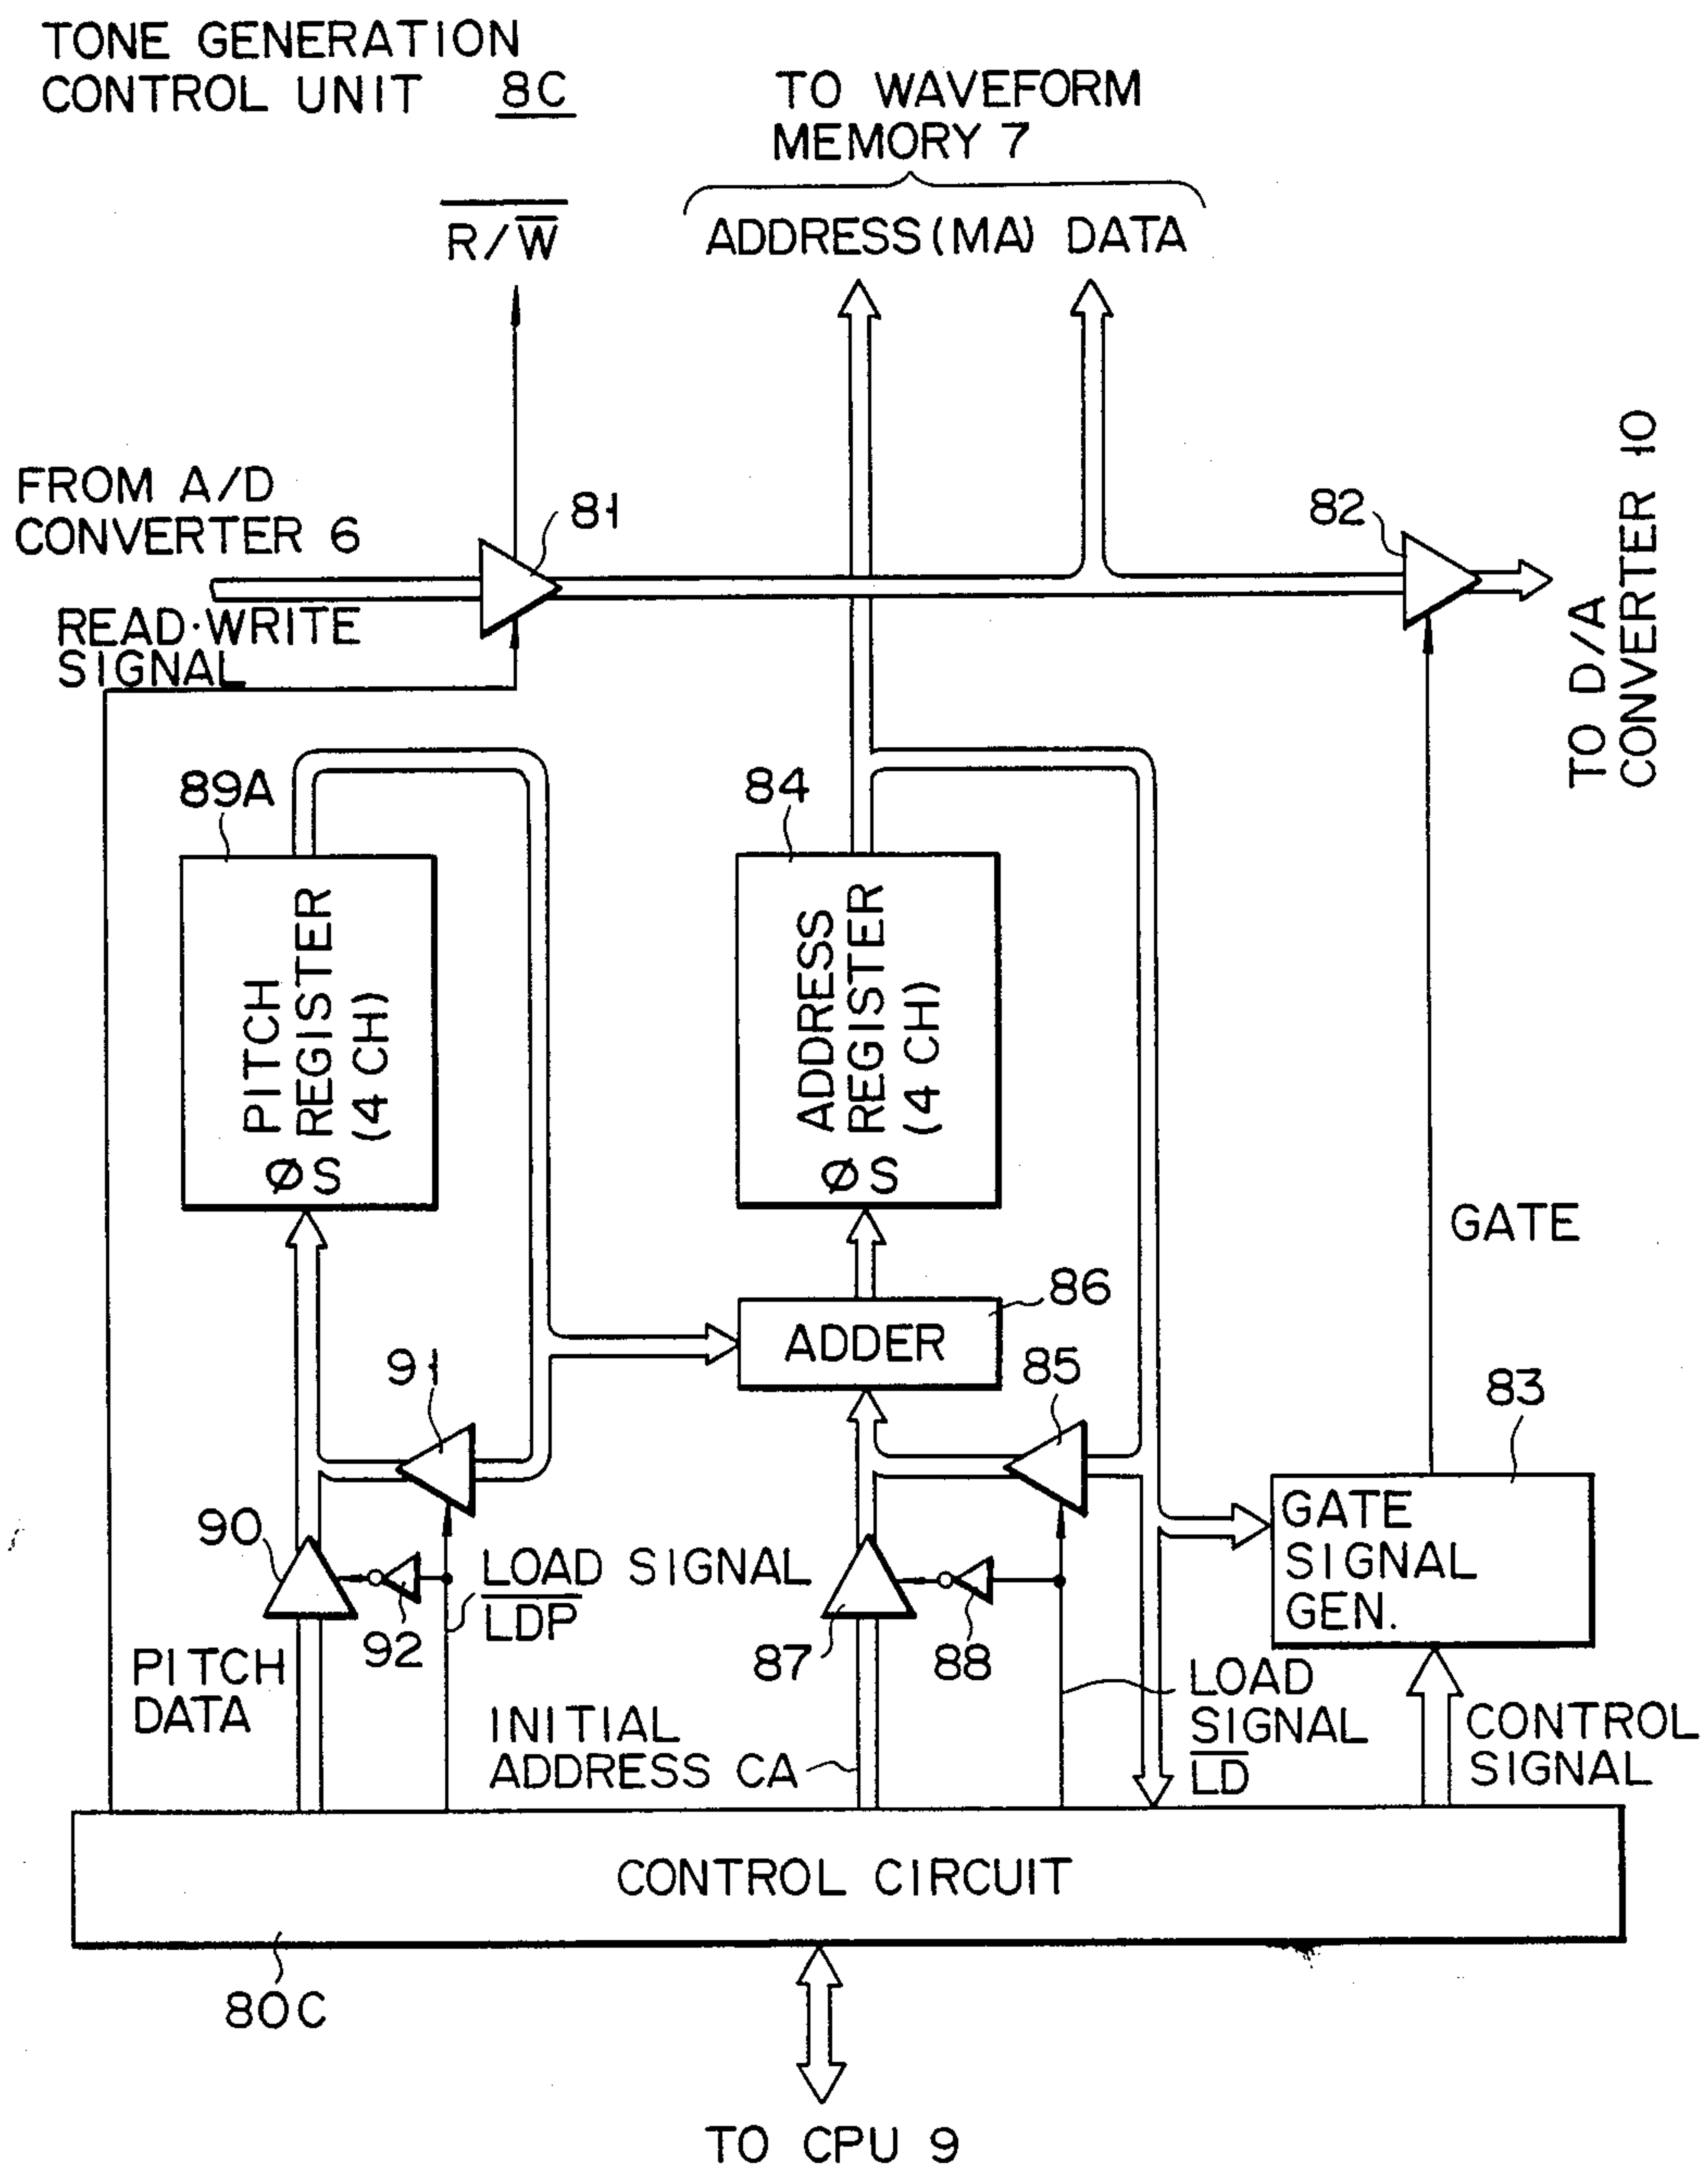 TONE GENERATION
CONTROL UNIT 8C
TO WAVEFORM
MEMORY 7
R/W
ADDRESS (MA) DATA
FROM A/D
CONVERTER 6
81
82
TO D/A
CONVERTER 10
READ·WRITE
SIGNAL
89A
84
PITCH
REGISTER
(4 CH)
ØS
ADDRESS
REGISTER
(4 CH)
ØS
GATE
86
ADDER
91
85
83
90
92
LOAD SIGNAL
LDP
87
88
GATE
SIGNAL
GEN.
PITCH
DATA
INITIAL
ADDRESS CA
LOAD
SIGNAL
LD
CONTROL
SIGNAL
CONTROL CIRCUIT
80C
TO CPU 9